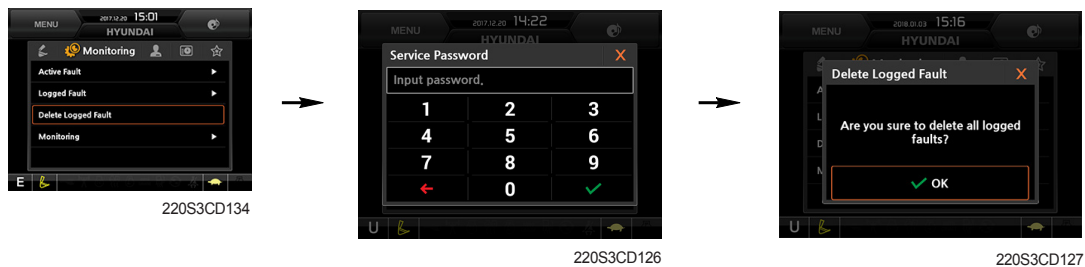 MENU
2017.12.20 15:01
HYUNDAI
Monitoring
Active Fault
Logged Fault
Delete Logged Fault
Monitoring
E
220S3CD134
MENU
2017.12.20 14:22
HYUNDAI
Service Password X
Input password.
1 2 3
4 5 6
7 8 9
0
U
220S3CD126
MENU
2018.01.03 15:16
HYUNDAI
Delete Logged Fault X
A
L
D
M
Are you sure to delete all logged
faults?
OK
U
220S3CD127